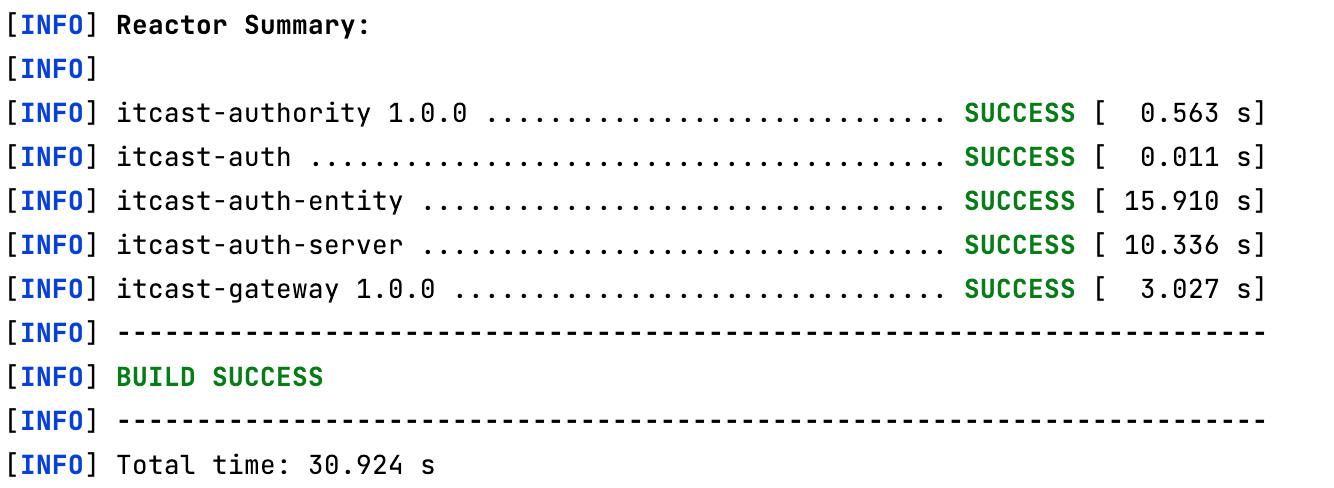 [INFO] Reactor Summary:
[INFO]
[INFO] itcast-authority 1.0.0 ............................. SUCCESS [  0.563 s]
[INFO] itcast-auth ........................................ SUCCESS [  0.011 s]
[INFO] itcast-auth-entity ................................. SUCCESS [ 15.910 s]
[INFO] itcast-auth-server ................................. SUCCESS [ 10.336 s]
[INFO] itcast-gateway 1.0.0 ............................... SUCCESS [  3.027 s]
[INFO] ------------------------------------------------------------------------
[INFO] BUILD SUCCESS
[INFO] ------------------------------------------------------------------------
[INFO] Total time: 30.924 s